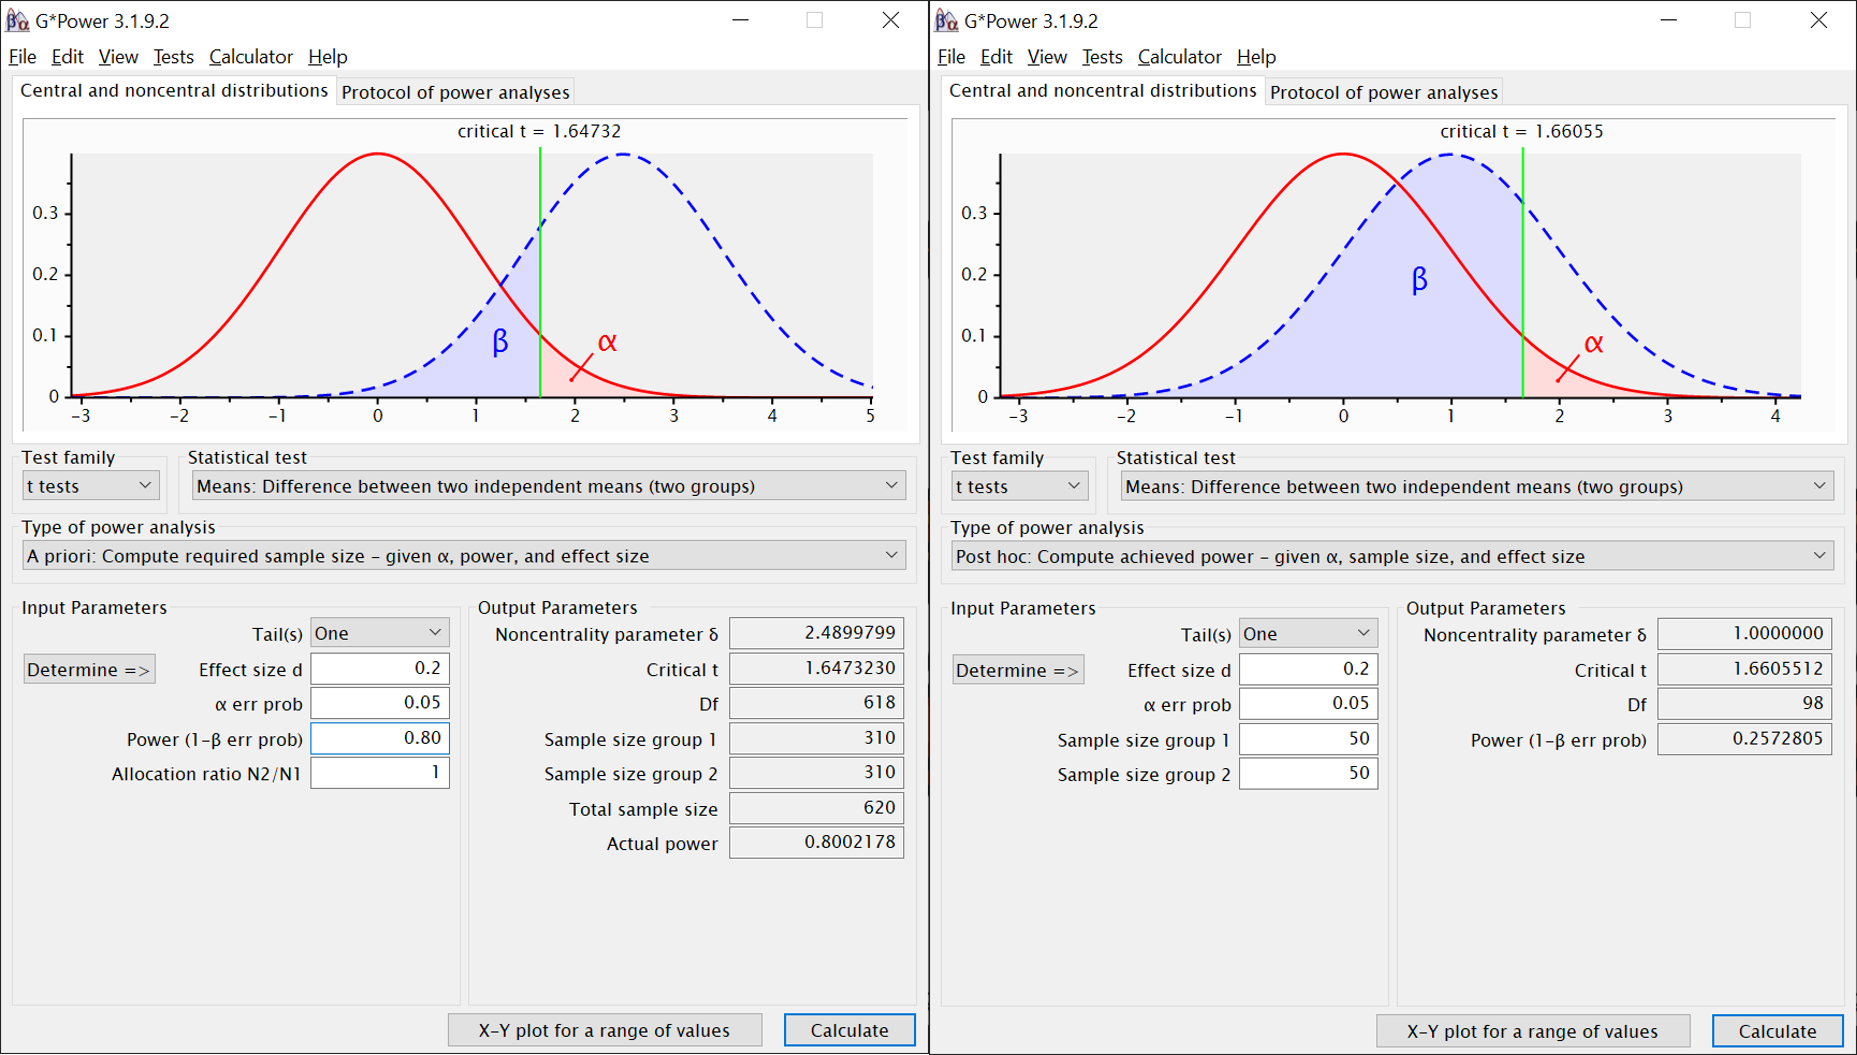 G*Power 3.1.9.2
File Edit View Tests Calculator Help
Central and noncentral distributions Protocol of power analyses
critical t = 1.64732
0.3
0.2
0.1
0
β
α
-3 -2 -1 0 1 2 3 4 5
Test family Statistical test
t tests Means: Difference between two independent means (two groups)
Type of power analysis
A priori: Compute required sample size - given α, power, and effect size
Input Parameters
Tail(s) One
Determine => Effect size d 0.2
α err prob 0.05
Power (1-β err prob) 0.80
Allocation ratio N2/N1 1
Output Parameters
Noncentrality parameter δ 2.4899799
Critical t 1.6473230
Df 618
Sample size group 1 310
Sample size group 2 310
Total sample size 620
Actual power 0.8002178
X-Y plot for a range of values Calculate
G*Power 3.1.9.2
File Edit View Tests Calculator Help
Central and noncentral distributions Protocol of power analyses
critical t = 1.66055
0.3
0.2
0.1
0
β
α
-3 -2 -1 0 1 2 3 4
Test family Statistical test
t tests Means: Difference between two independent means (two groups)
Type of power analysis
Post hoc: Compute achieved power - given α, sample size, and effect size
Input Parameters
Tail(s) One
Determine => Effect size d 0.2
α err prob 0.05
Sample size group 1 50
Sample size group 2 50
Output Parameters
Noncentrality parameter δ 1.0000000
Critical t 1.6605512
Df 98
Power (1-β err prob) 0.2572805
X-Y plot for a range of values Calculate